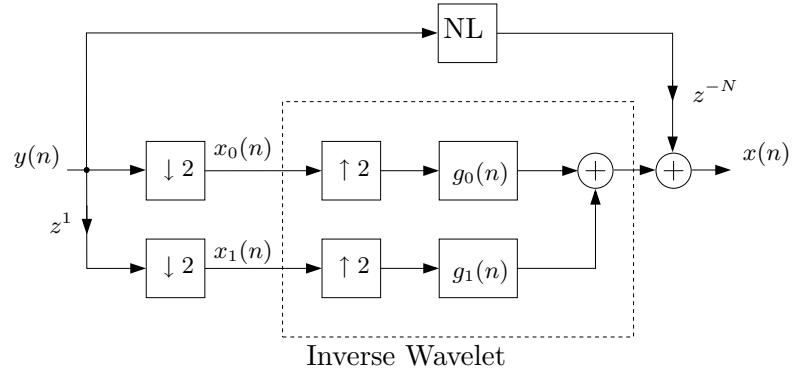 NL
z^{-N}
y(n) ↓ 2 x_0(n) ↑ 2 g_0(n) + + x(n)
z^1
↓ 2 x_1(n) ↑ 2 g_1(n)
Inverse Wavelet